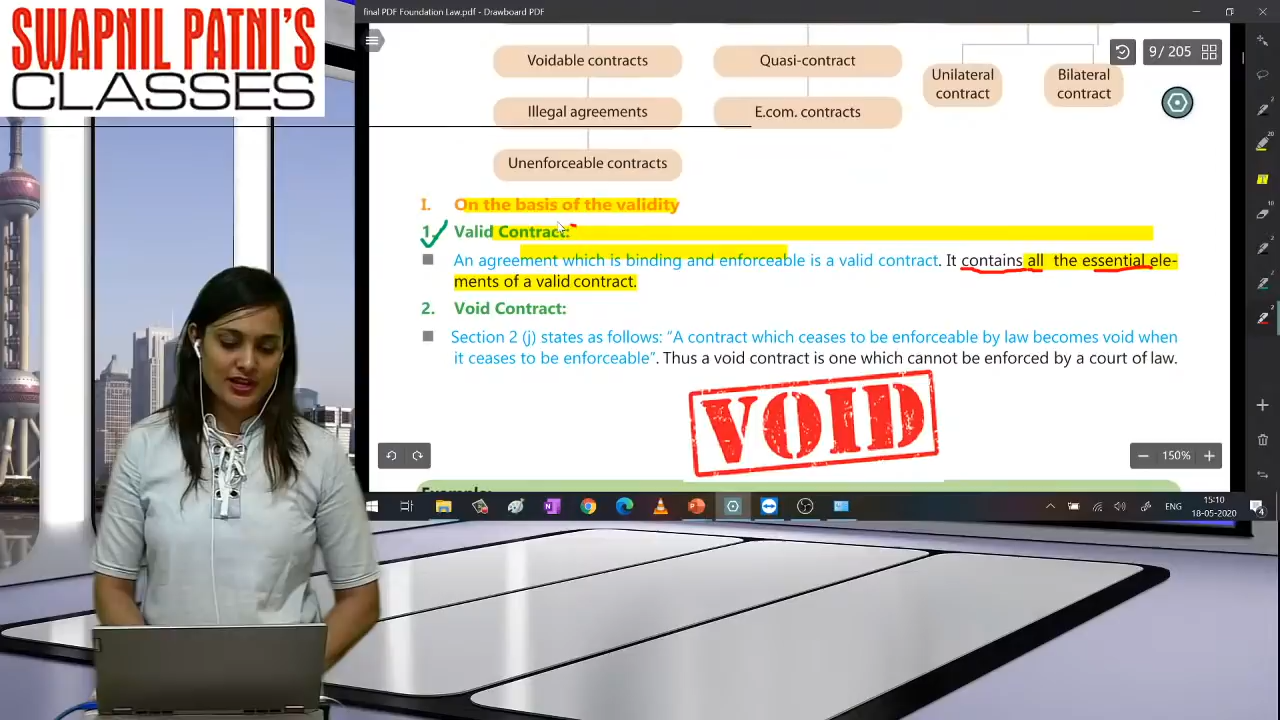 SWAPNIL PATNI'S
CLASSES
final PDF Foundation Law.pdf - Drawboard PDF
9 / 205
Voidable contracts
Quasi-contract
Unilateral
contract
Bilateral
contract
Illegal agreements
E.com. contracts
Unenforceable contracts
I. On the basis of the validity
1. Valid Contract:
■ An agreement which is binding and enforceable is a valid contract. It contains all the essential ele-
ments of a valid contract.
2. Void Contract:
■ Section 2 (j) states as follows: “A contract which ceases to be enforceable by law becomes void when
it ceases to be enforceable”. Thus a void contract is one which cannot be enforced by a court of law.
VOID
150%
Example:
ENG
15:10
18-05-2020